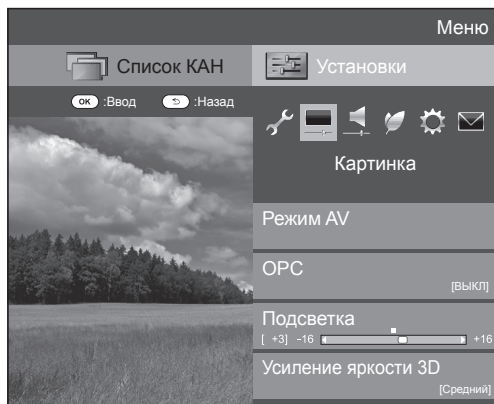 Меню
Список КАН
Установки
OK :Ввод :Назад
Картинка
Режим AV
OPC
[ВЫКЛ]
Подсветка
[ +3] -16 +16
Усиление яркости 3D
[Средний]